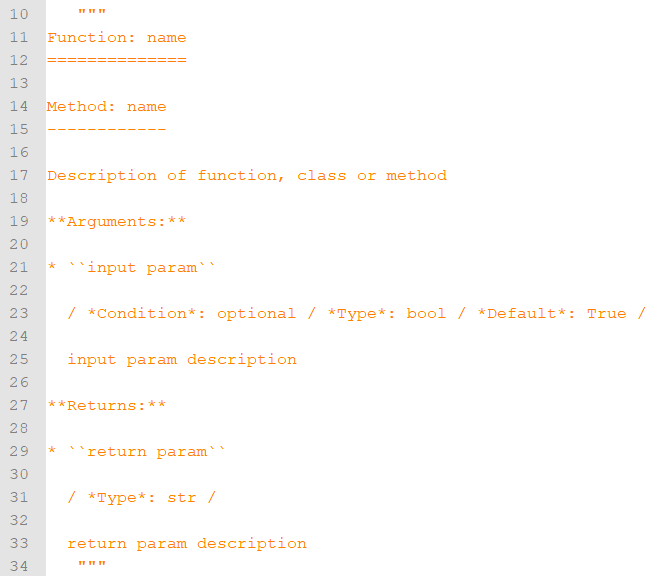 10 """
11 Function: name
12 ==============
13
14 Method: name
15 ------------
16
17 Description of function, class or method
18
19 **Arguments:**
20
21 * ``input param``
22
23 / *Condition*: optional / *Type*: bool / *Default*: True /
24
25 input param description
26
27 **Returns:**
28
29 * ``return param``
30
31 / *Type*: str /
32
33 return param description
34 """